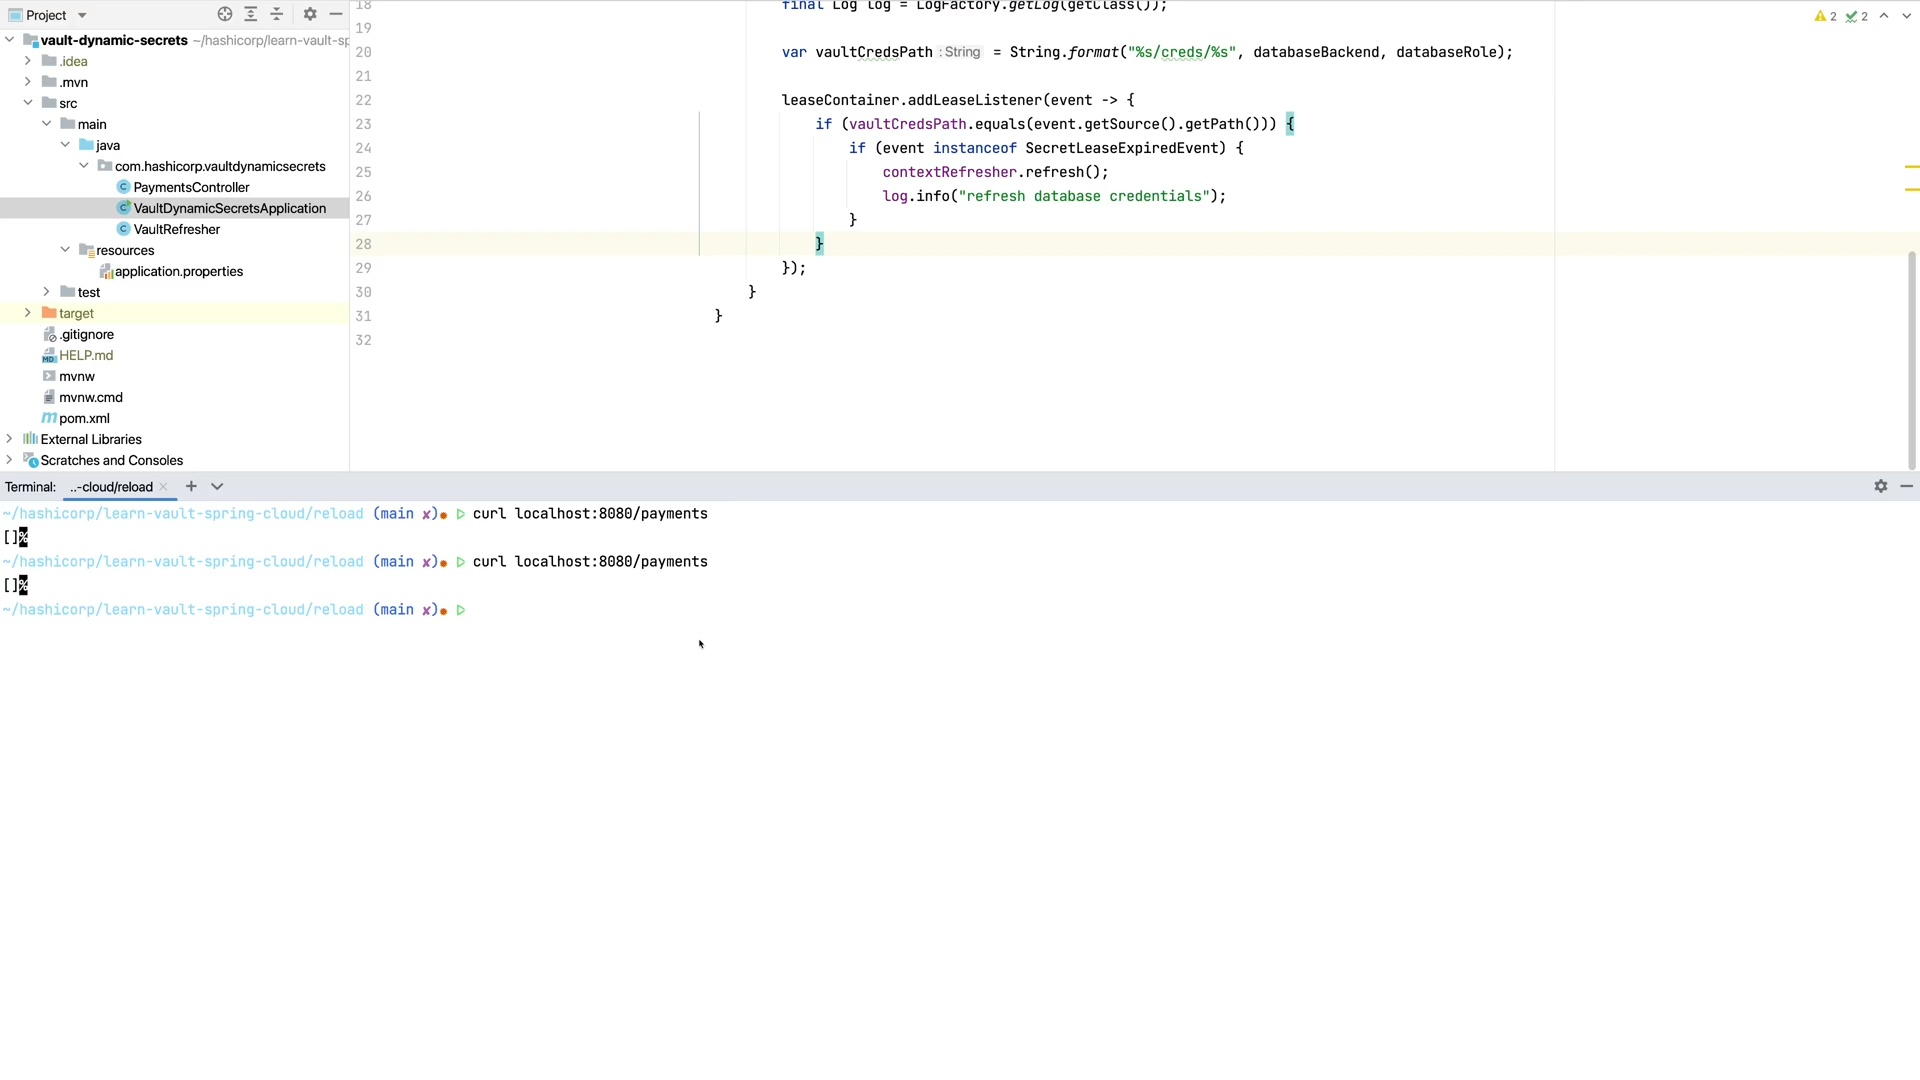 Project
vault-dynamic-secrets ~/hashicorp/learn-vault-sp
.idea
.mvn
src
main
java
com.hashicorp.vaultdynamicsecrets
PaymentsController
VaultDynamicSecretsApplication
VaultRefresher
resources
application.properties
test
target
.gitignore
HELP.md
mvnw
mvnw.cmd
pom.xml
External Libraries
Scratches and Consoles
18 final Log log = LogFactory.getLog(getClass());
19
20 var vaultCredsPath : String = String.format("%s/creds/%s", databaseBackend, databaseRole);
21
22 leaseContainer.addLeaseListener(event -> {
23 if (vaultCredsPath.equals(event.getSource().getPath())) {
24 if (event instanceof SecretLeaseExpiredEvent) {
25 contextRefresher.refresh();
26 log.info("refresh database credentials");
27 }
28 }
29 });
30 }
31 }
32
2 2
Terminal: ..-cloud/reload
~/hashicorp/learn-vault-spring-cloud/reload (main ✘)● ▷ curl localhost:8080/payments
[]%
~/hashicorp/learn-vault-spring-cloud/reload (main ✘)● ▷ curl localhost:8080/payments
[]%
~/hashicorp/learn-vault-spring-cloud/reload (main ✘)● ▷